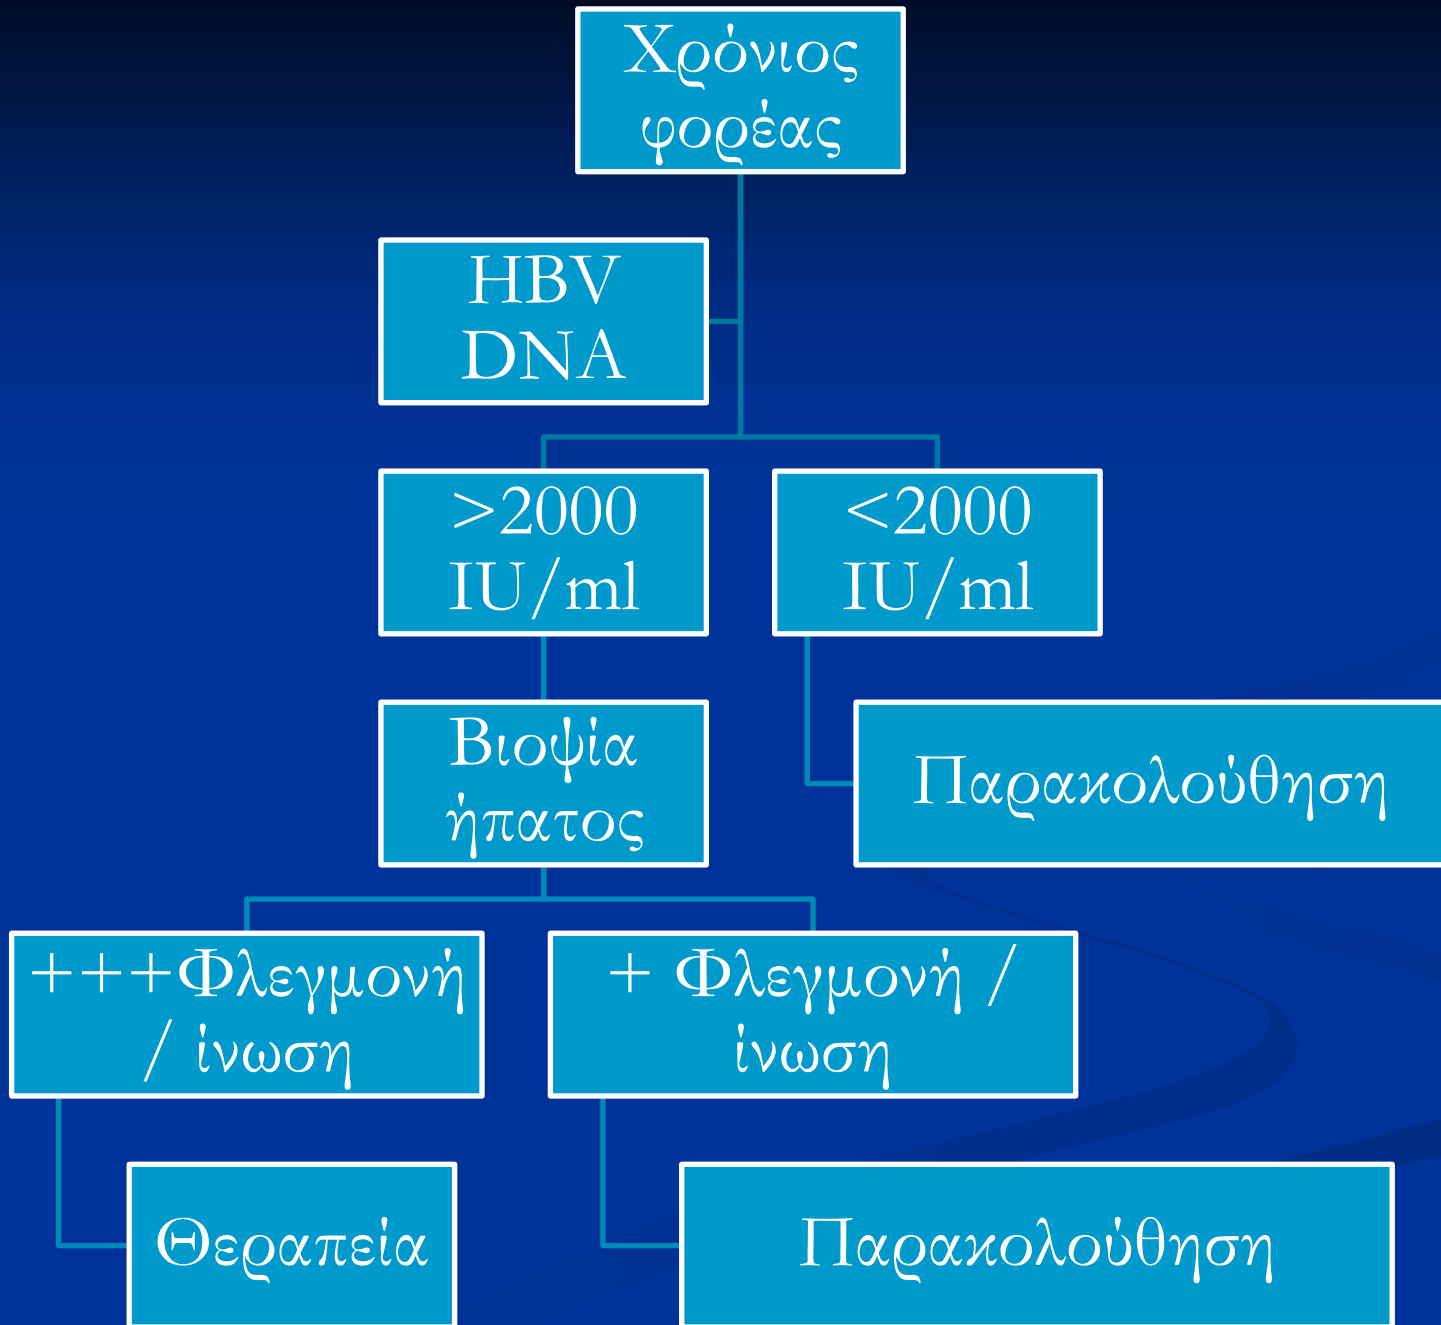 Χρόνιος
φορέας
HBV
DNA
>2000
IU/ml
<2000
IU/ml
Βιοψία
ήπατος
Παρακολούθηση
+++Φλεγμονή
/ ίνωση
+ Φλεγμονή /
ίνωση
Θεραπεία
Παρακολούθηση